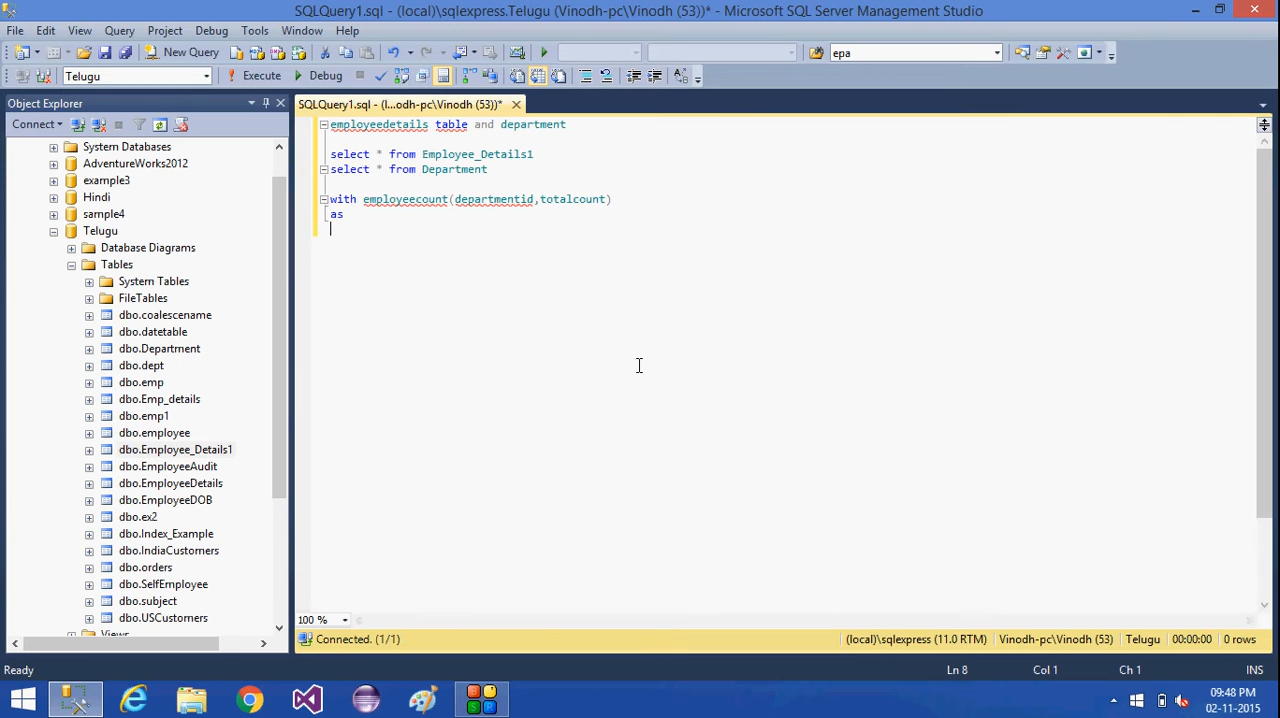 SQLQuery1.sql - (local)\sqlexpress.Telugu (Vinodh-pc\Vinodh (53))* - Microsoft SQL Server Management Studio
File Edit View Query Project Debug Tools Window Help
New Query epa
Telugu Execute Debug
Object Explorer
SQLQuery1.sql - (l...odh-pc\Vinodh (53))*
Connect
System Databases
AdventureWorks2012
example3
Hindi
sample4
Telugu
Database Diagrams
Tables
System Tables
FileTables
dbo.coalescename
dbo.datetable
dbo.Department
dbo.dept
dbo.emp
dbo.Emp_details
dbo.emp1
dbo.employee
dbo.Employee_Details1
dbo.EmployeeAudit
dbo.EmployeeDetails
dbo.EmployeeDOB
dbo.ex2
dbo.Index_Example
dbo.IndiaCustomers
dbo.orders
dbo.SelfEmployee
dbo.subject
dbo.USCustomers
Views
employeedetails table and department
select * from Employee_Details1
select * from Department
with employeecount(departmentid,totalcount)
as
100 %
Connected. (1/1) (local)\sqlexpress (11.0 RTM) Vinodh-pc\Vinodh (53) Telugu 00:00:00 0 rows
Ready Ln 8 Col 1 Ch 1 INS
09:48 PM
02-11-2015